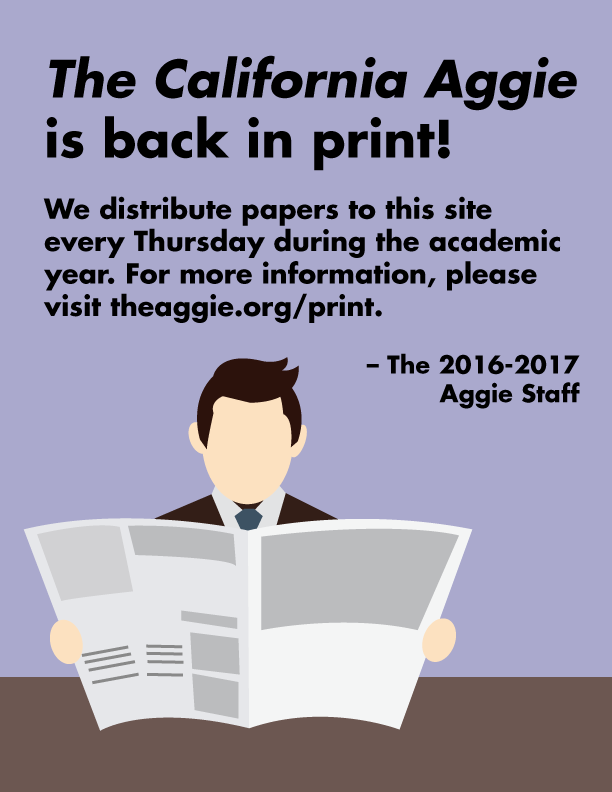 The California Aggie
is back in print!
We distribute papers to this site
every Thursday during the academic
year. For more information, please
visit theaggie.org/print.
– The 2016-2017
Aggie Staff